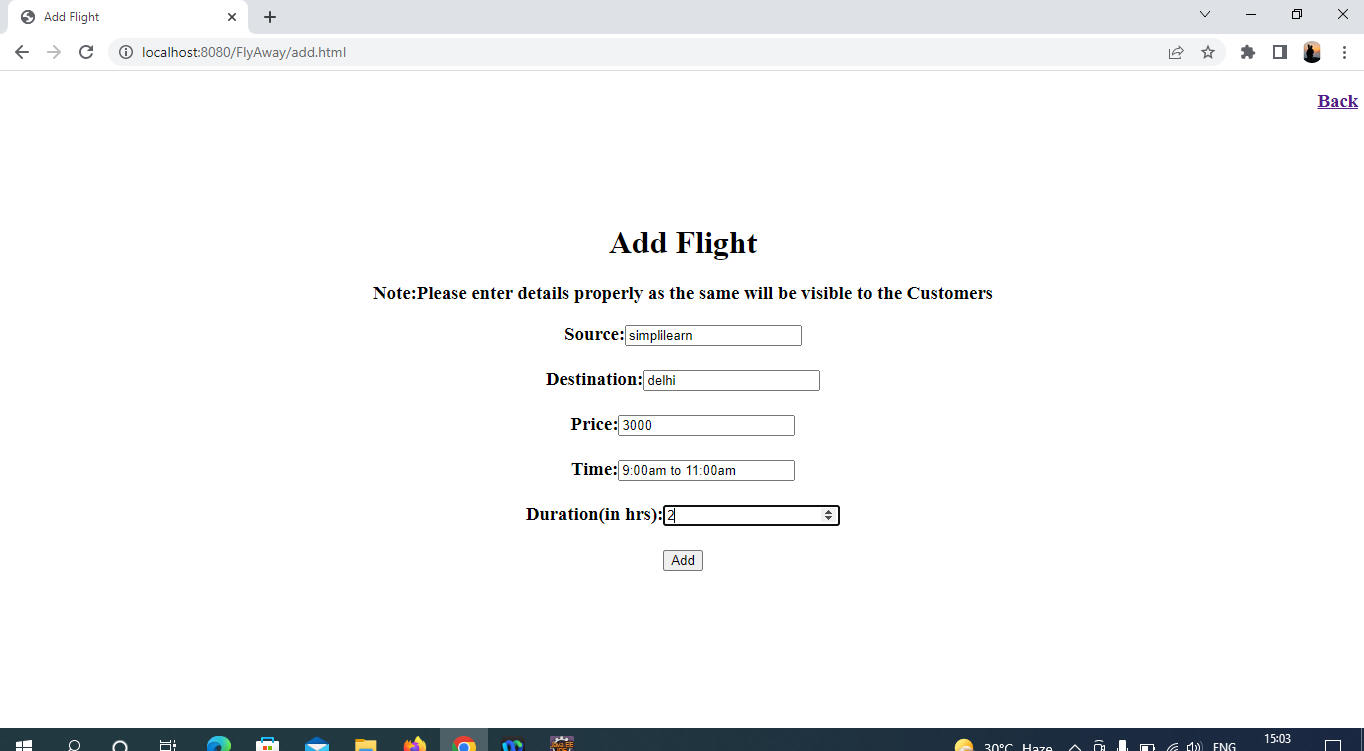 Add Flight
localhost:8080/FlyAway/add.html
Back
Add Flight
Note:Please enter details properly as the same will be visible to the Customers
Source: simplilearn
Destination: delhi
Price: 3000
Time: 9:00am to 11:00am
Duration(in hrs): 2
Add
30°C Haze ENG 15:03